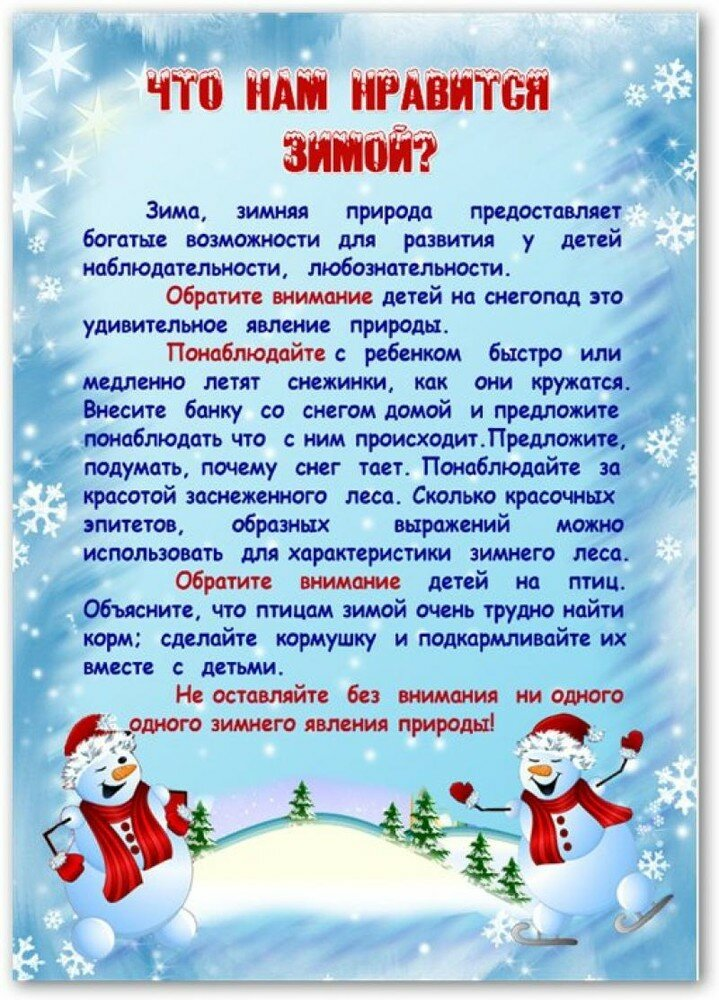 ЧТО НАМ НРАВИТСЯ
ЗИМОЙ?
Зима, зимняя природа предоставляет
богатые возможности для развития у детей
наблюдательности, любознательности.
Обратите внимание детей на снегопад это
удивительное явление природы.
Понаблюдайте с ребенком быстро или
медленно летят снежинки, как они кружатся.
Внесите банку со снегом домой и предложите
понаблюдать что с ним происходит.Предложите,
подумать, почему снег тает. Понаблюдайте за
красотой заснеженного леса. Сколько красочных
эпитетов, образных выражений можно
использовать для характеристики зимнего леса.
Обратите внимание детей на птиц.
Объясните, что птицам зимой очень трудно найти
корм; сделайте кормушку и подкармливайте их
вместе с детьми.
Не оставляйте без внимания ни одного
одного зимнего явления природы!